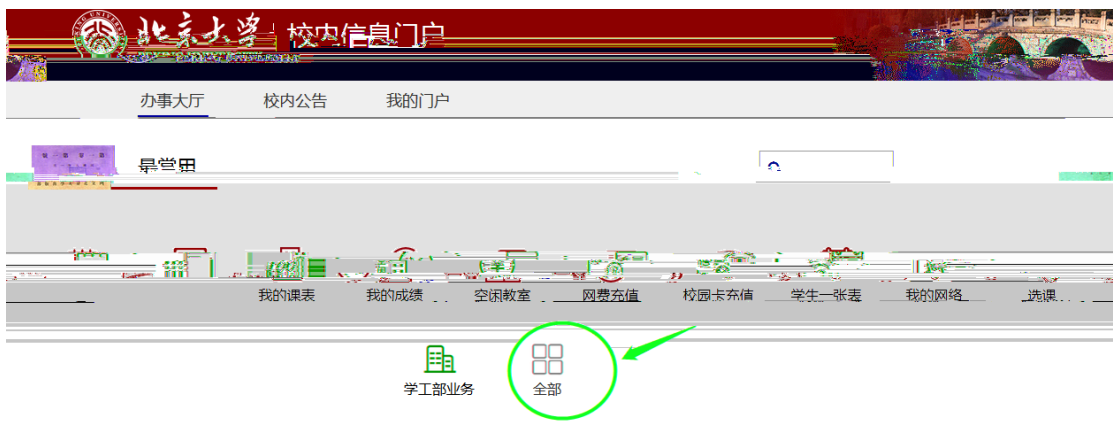 北京大学 校内信息门户
办事大厅 校内公告 我的门户
最常用
我的课表 我的成绩 空闲教室 网费充值 校园卡充值 学生一张表 我的网络 选课
学工部业务 全部